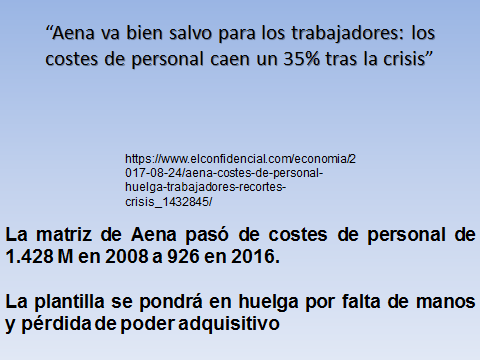 “Aena va bien salvo para los trabajadores: los
costes de personal caen un 35% tras la crisis”
https://www.elconfidencial.com/economia/2
017-08-24/aena-costes-de-personal-
huelga-trabajadores-recortes-
crisis_1432845/
La matriz de Aena pasó de costes de personal de
1.428 M en 2008 a 926 en 2016.
La plantilla se pondrá en huelga por falta de manos
y pérdida de poder adquisitivo